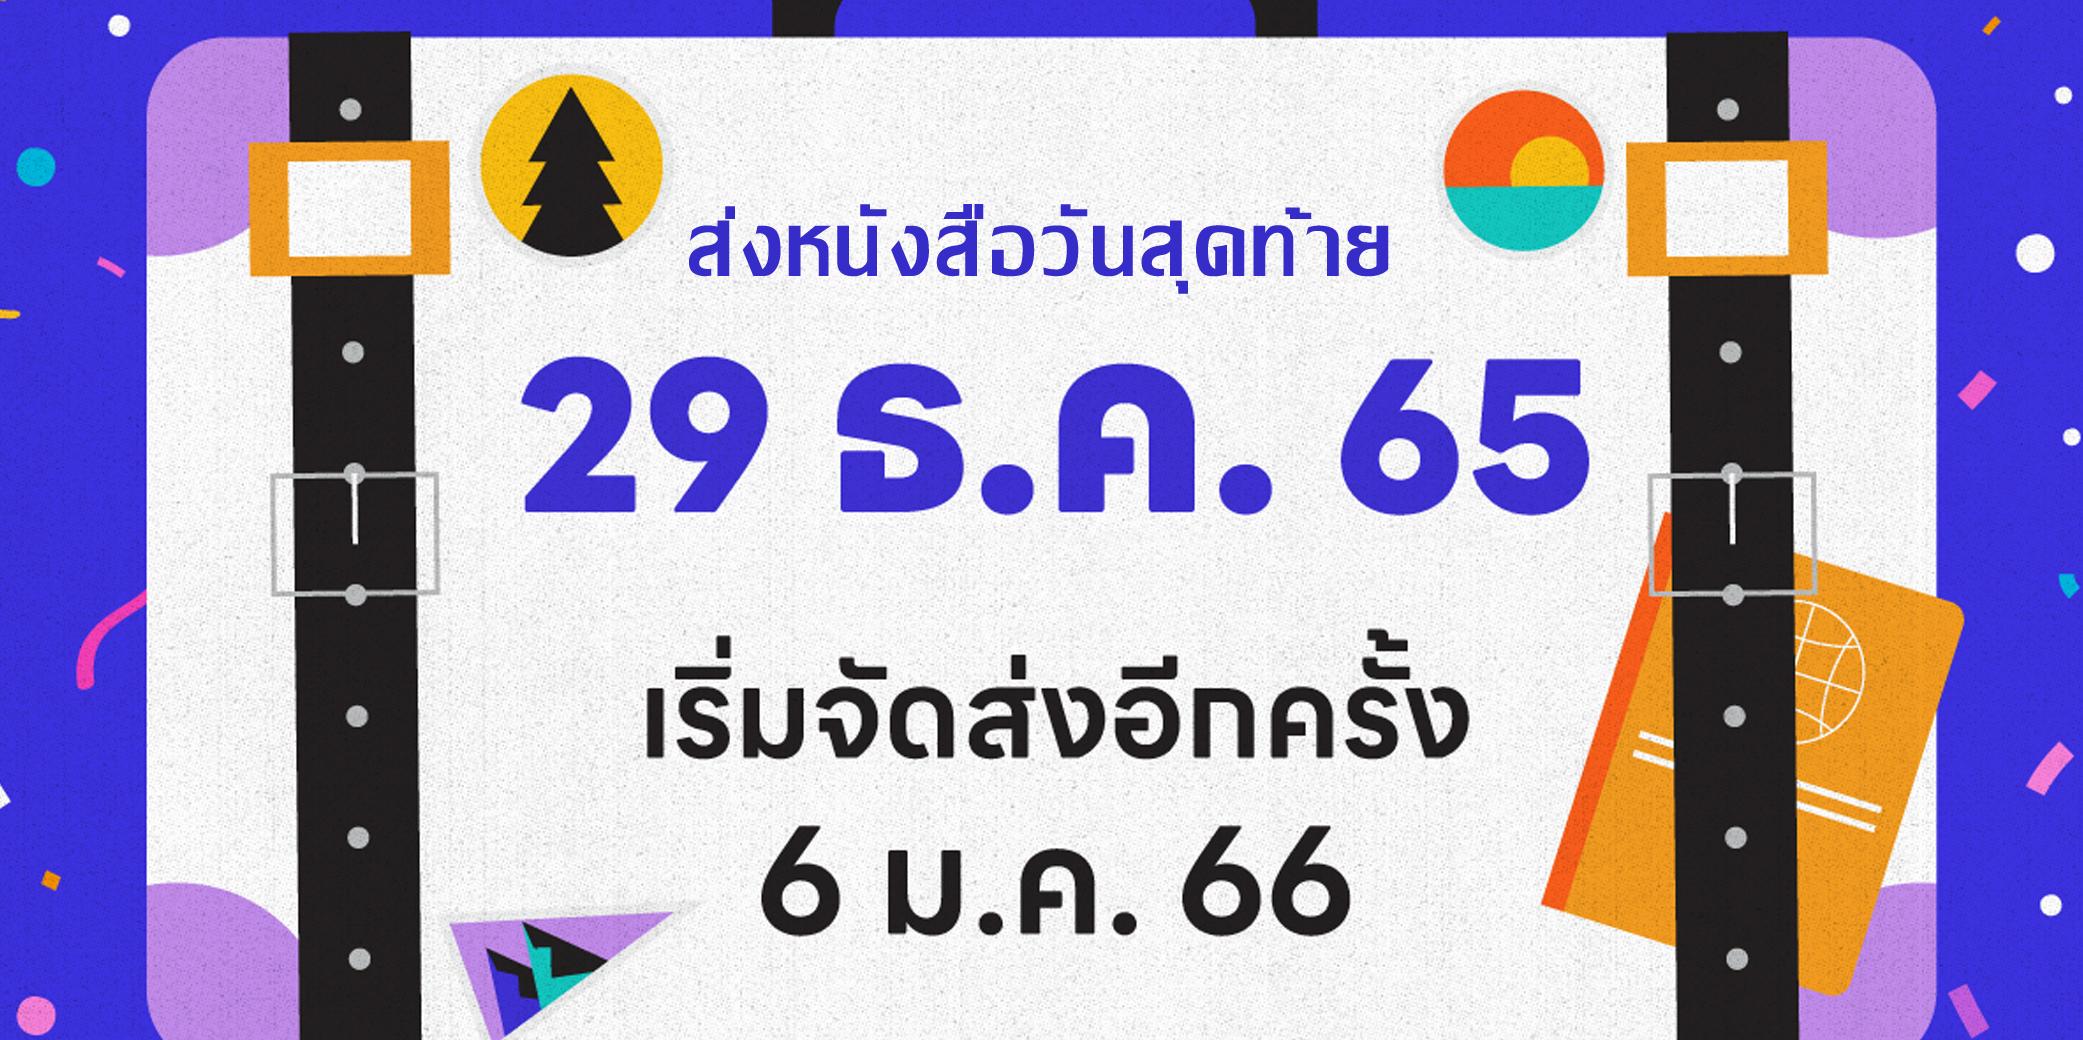 ส่งหนังสือวันสุดท้าย
29 ธ.ค. 65
เริ่มจัดส่งอีกครั้ง
6 ม.ค. 66